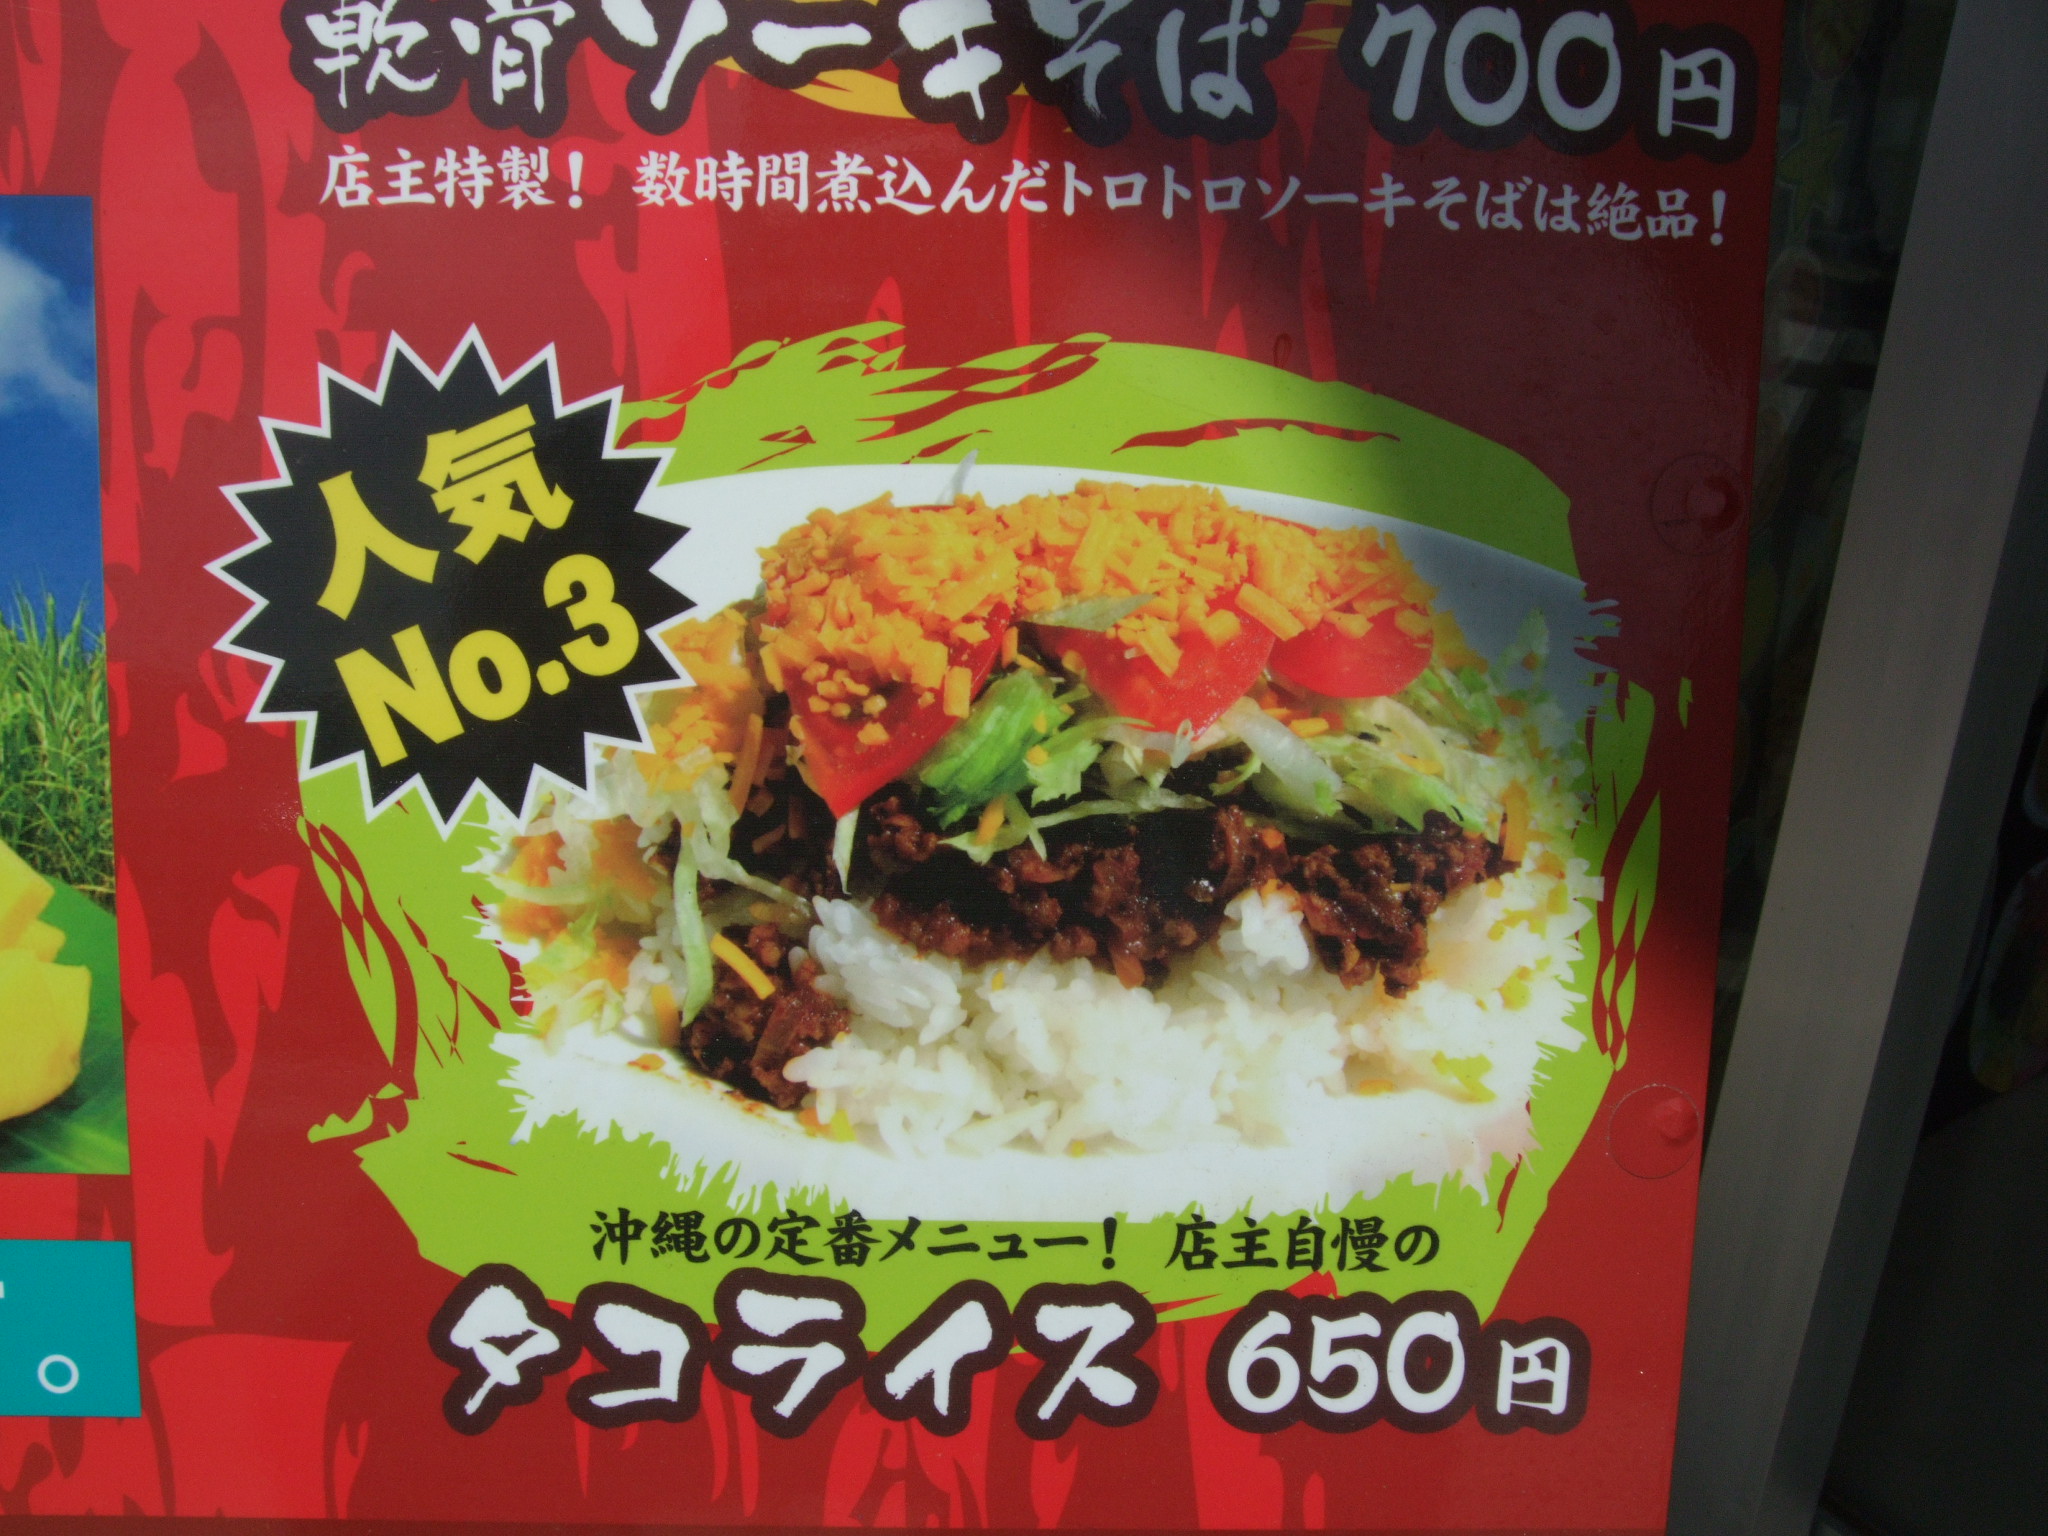 軟骨ソーキそば 700円
店主特製! 数時間煮込んだトロトロソーキそばは絶品!
人気
No.3
沖縄の定番メニュー! 店主自慢の
タコライス 650円
。